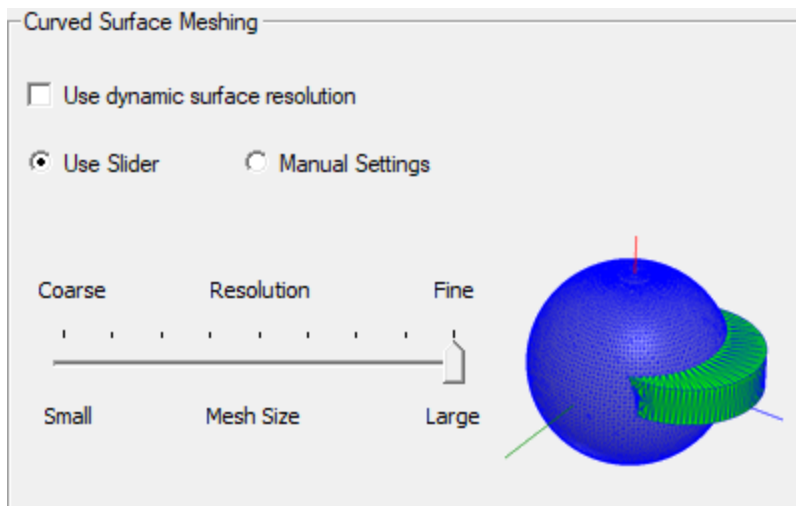 Curved Surface Meshing
Use dynamic surface resolution
Use Slider Manual Settings
Coarse Resolution Fine
Small Mesh Size Large